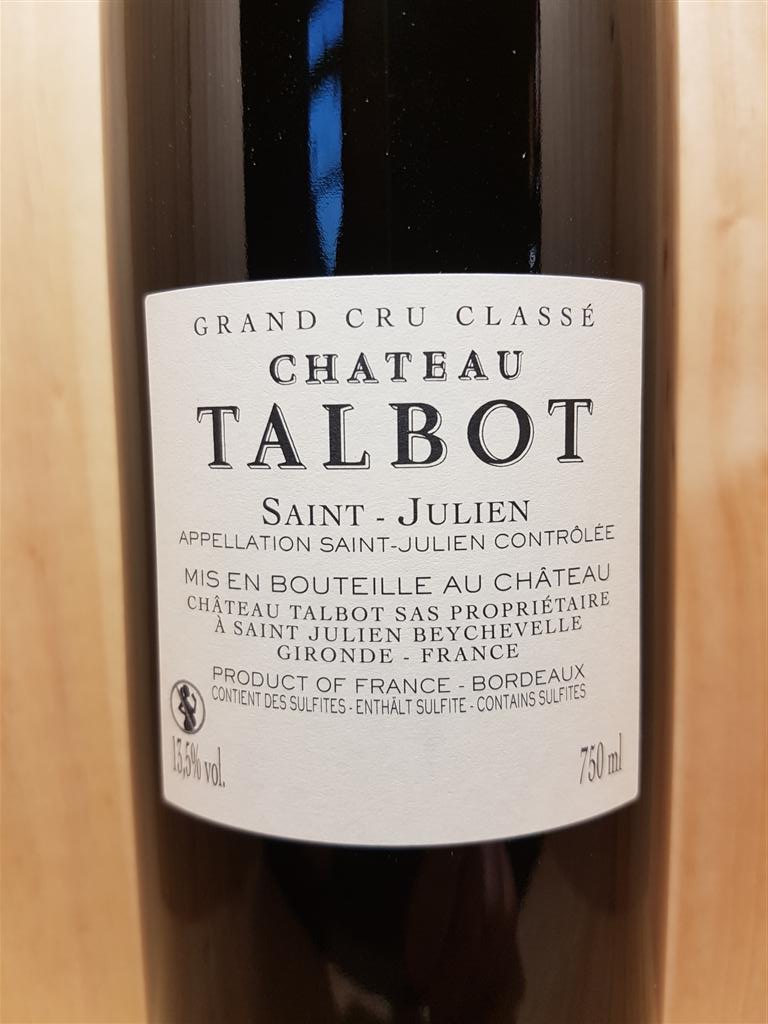 GRAND CRU CLASSÉ
CHATEAU
TALBOT
SAINT - JULIEN
APPELLATION SAINT-JULIEN CONTRÔLÉE
MIS EN BOUTEILLE AU CHÂTEAU
CHÂTEAU TALBOT SAS PROPRIÉTAIRE
À SAINT JULIEN BEYCHEVELLE
GIRONDE - FRANCE
PRODUCT OF FRANCE - BORDEAUX
CONTIENT DES SULFITES - ENTHÄLT SULFITE - CONTAINS SULFITES
13,5% vol.
750 ml